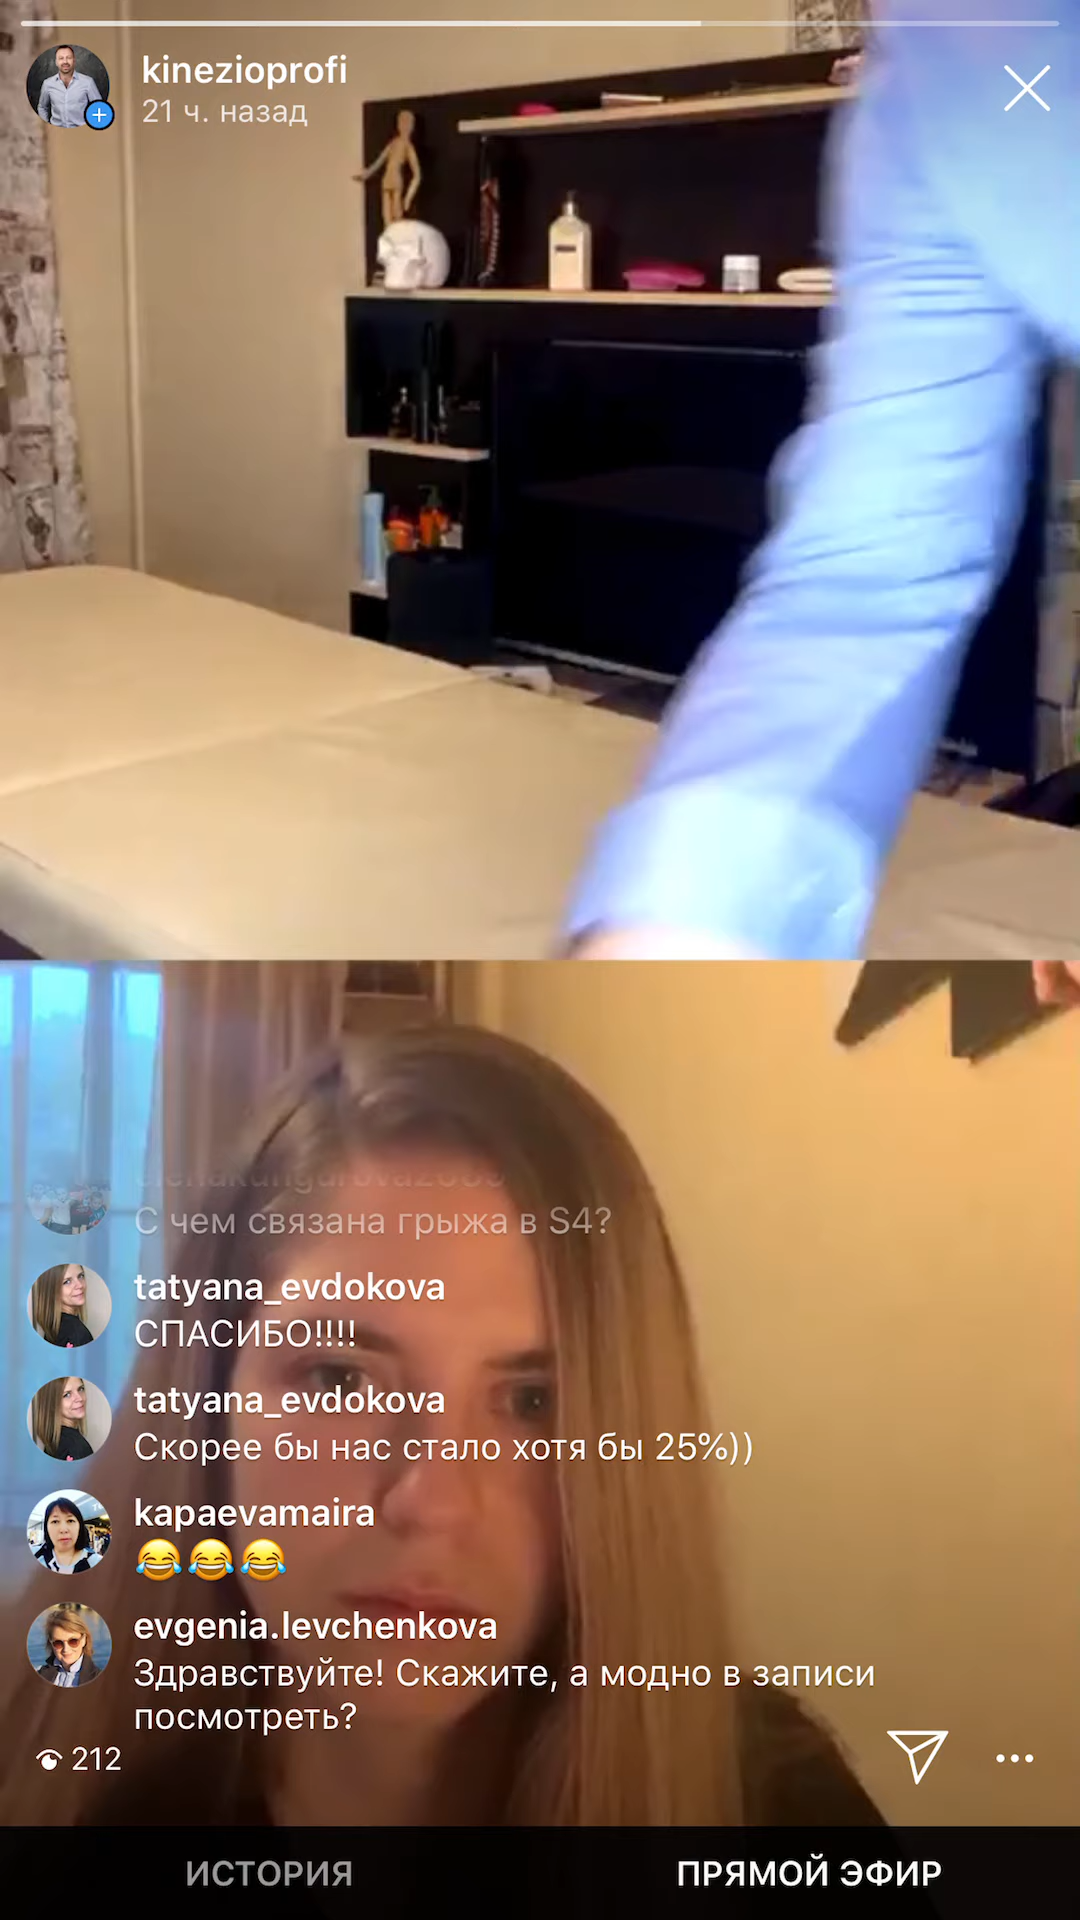 kinezioprofi
21 ч. назад
С чем связана грыжа в S4?
tatyana_evdokova
СПАСИБО!!!!
tatyana_evdokova
Скорее бы нас стало хотя бы 25%))
kapaevamaira
😂😂😂
evgenia.levchenkova
Здравствуйте! Скажите, а модно в записи
посмотреть?
212
ИСТОРИЯ
ПРЯМОЙ ЭФИР